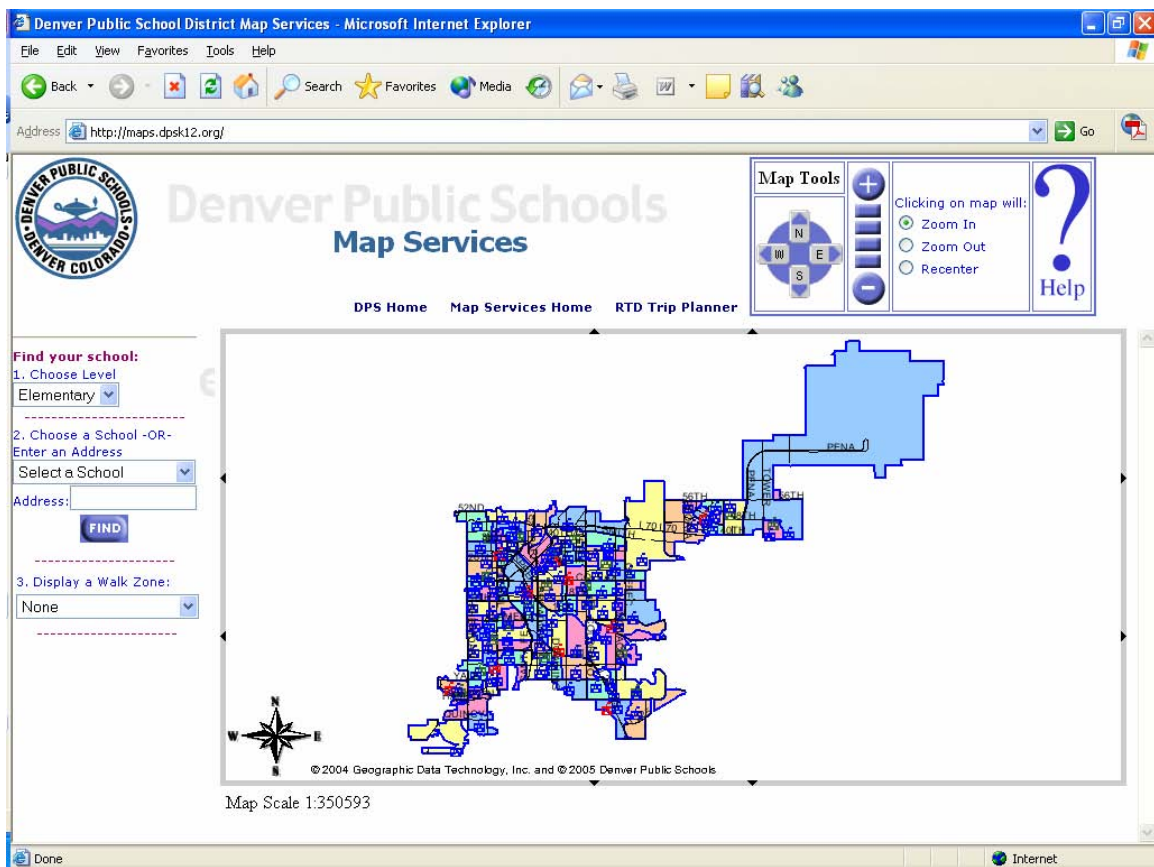 Denver Public School District Map Services - Microsoft Internet Explorer
File Edit View Favorites Tools Help
Back Search Favorites Media
Address http://maps.dpsk12.org/ Go
DENVER PUBLIC SCHOOLS
DENVER COLORADO
Denver Public Schools
Map Services
DPS Home Map Services Home RTD Trip Planner
Map Tools
N
W E
S
Clicking on map will:
Zoom In
Zoom Out
Recenter
Help
Find your school:
1. Choose Level
Elementary
2. Choose a School -OR-
Enter an Address
Select a School
Address:
FIND
3. Display a Walk Zone:
None
PENA
PENA
TOWER
56TH
56TH
52ND
I 70 I 70
QUINCY
N
W E
S
© 2004 Geographic Data Technology, Inc. and © 2005 Denver Public Schools
Map Scale 1:350593
Done Internet